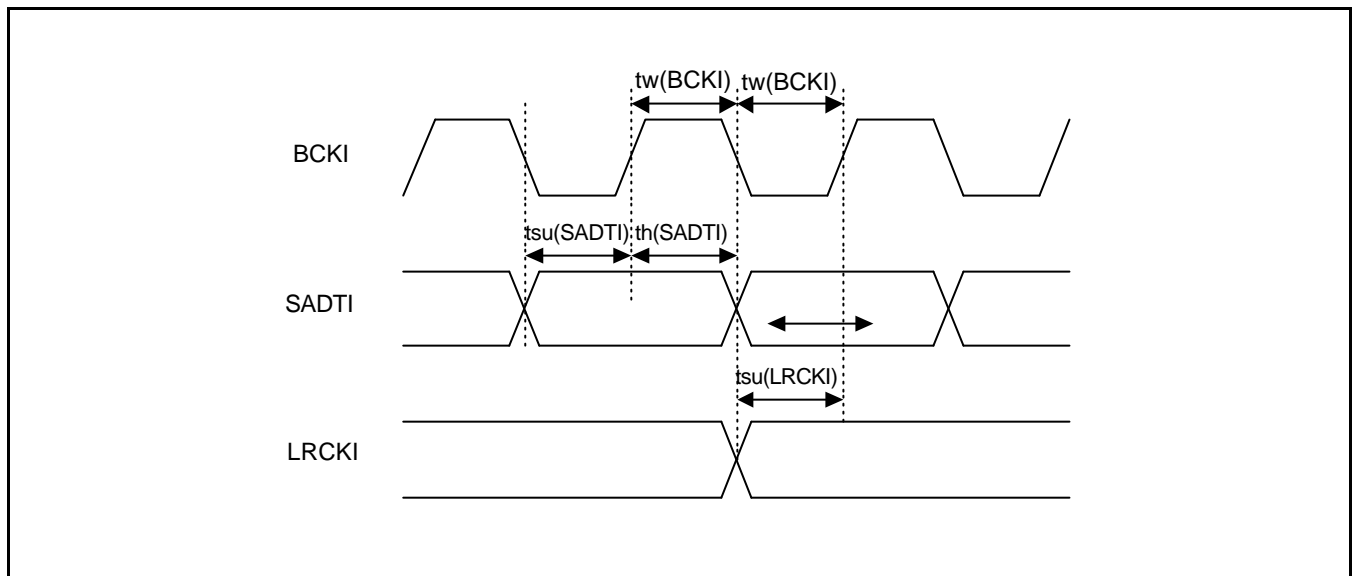 tw(BCKI) tw(BCKI)
BCKI
tsu(SADTI) th(SADTI)
SADTI
tsu(LRCKI)
LRCKI